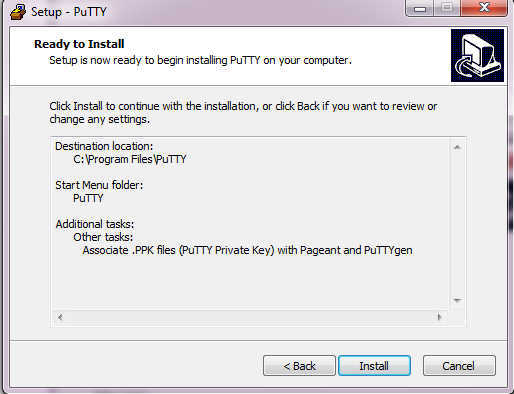 Setup - PuTTY
Ready to Install
Setup is now ready to begin installing PuTTY on your computer.
Click Install to continue with the installation, or click Back if you want to review or
change any settings.
Destination location:
C:\Program Files\PuTTY
Start Menu folder:
PuTTY
Additional tasks:
Other tasks:
Associate .PPK files (PuTTY Private Key) with Pageant and PuTTYgen
< Back
Install
Cancel